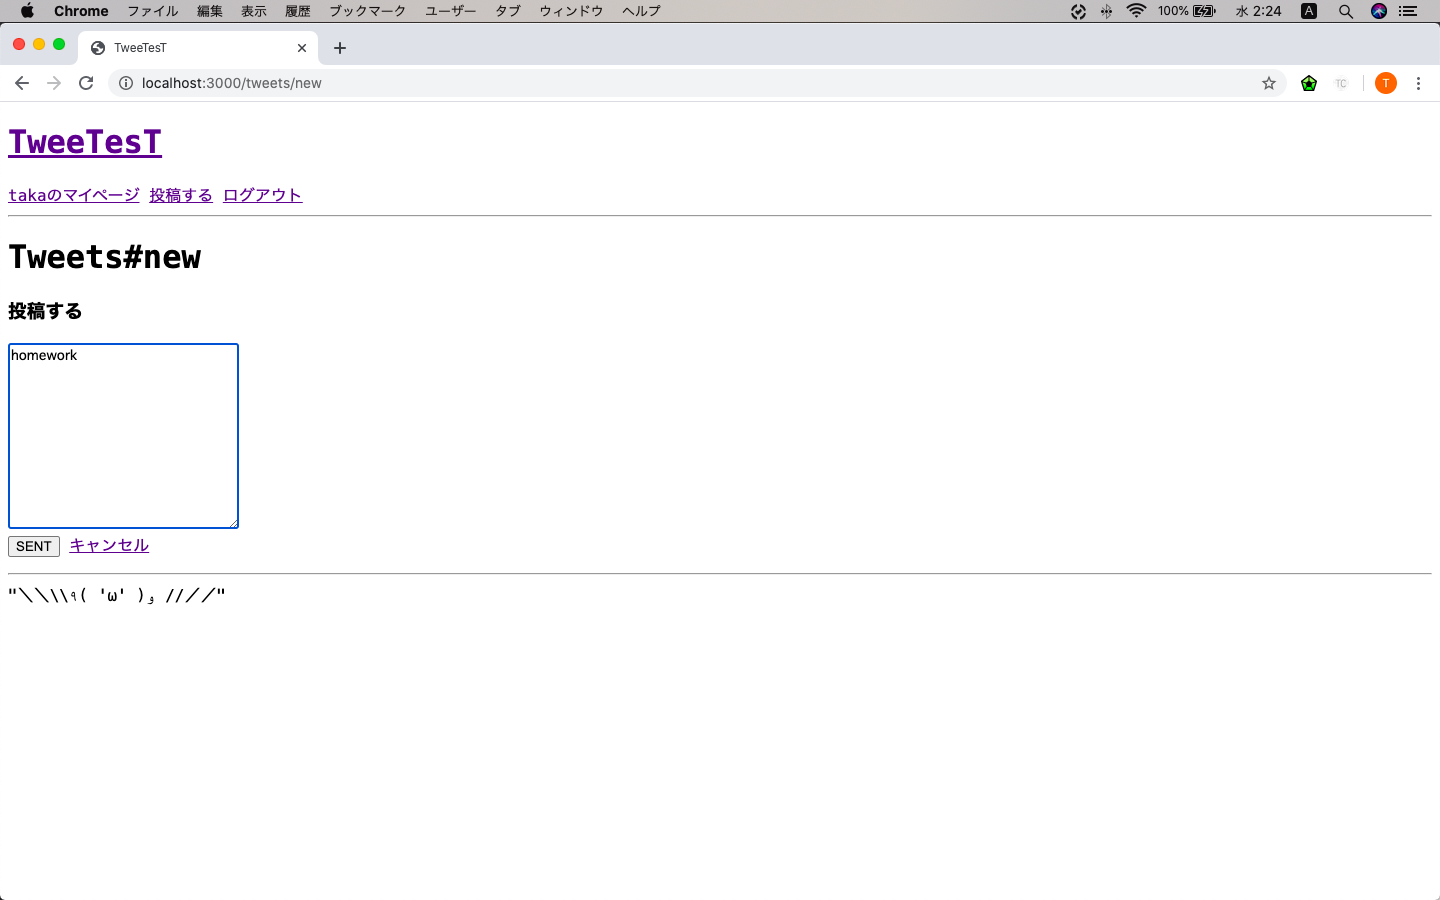 Chrome ファイル 編集 表示 履歴 ブックマーク ユーザー タブ ウィンドウ ヘルプ 100% 水 2:24 A
TweeTesT
localhost:3000/tweets/new TC T
TweeTesT
takaのマイページ 投稿する ログアウト
Tweets#new
投稿する
homework
SENT キャンセル
"＼＼\\٩( 'ω' )و //／／"